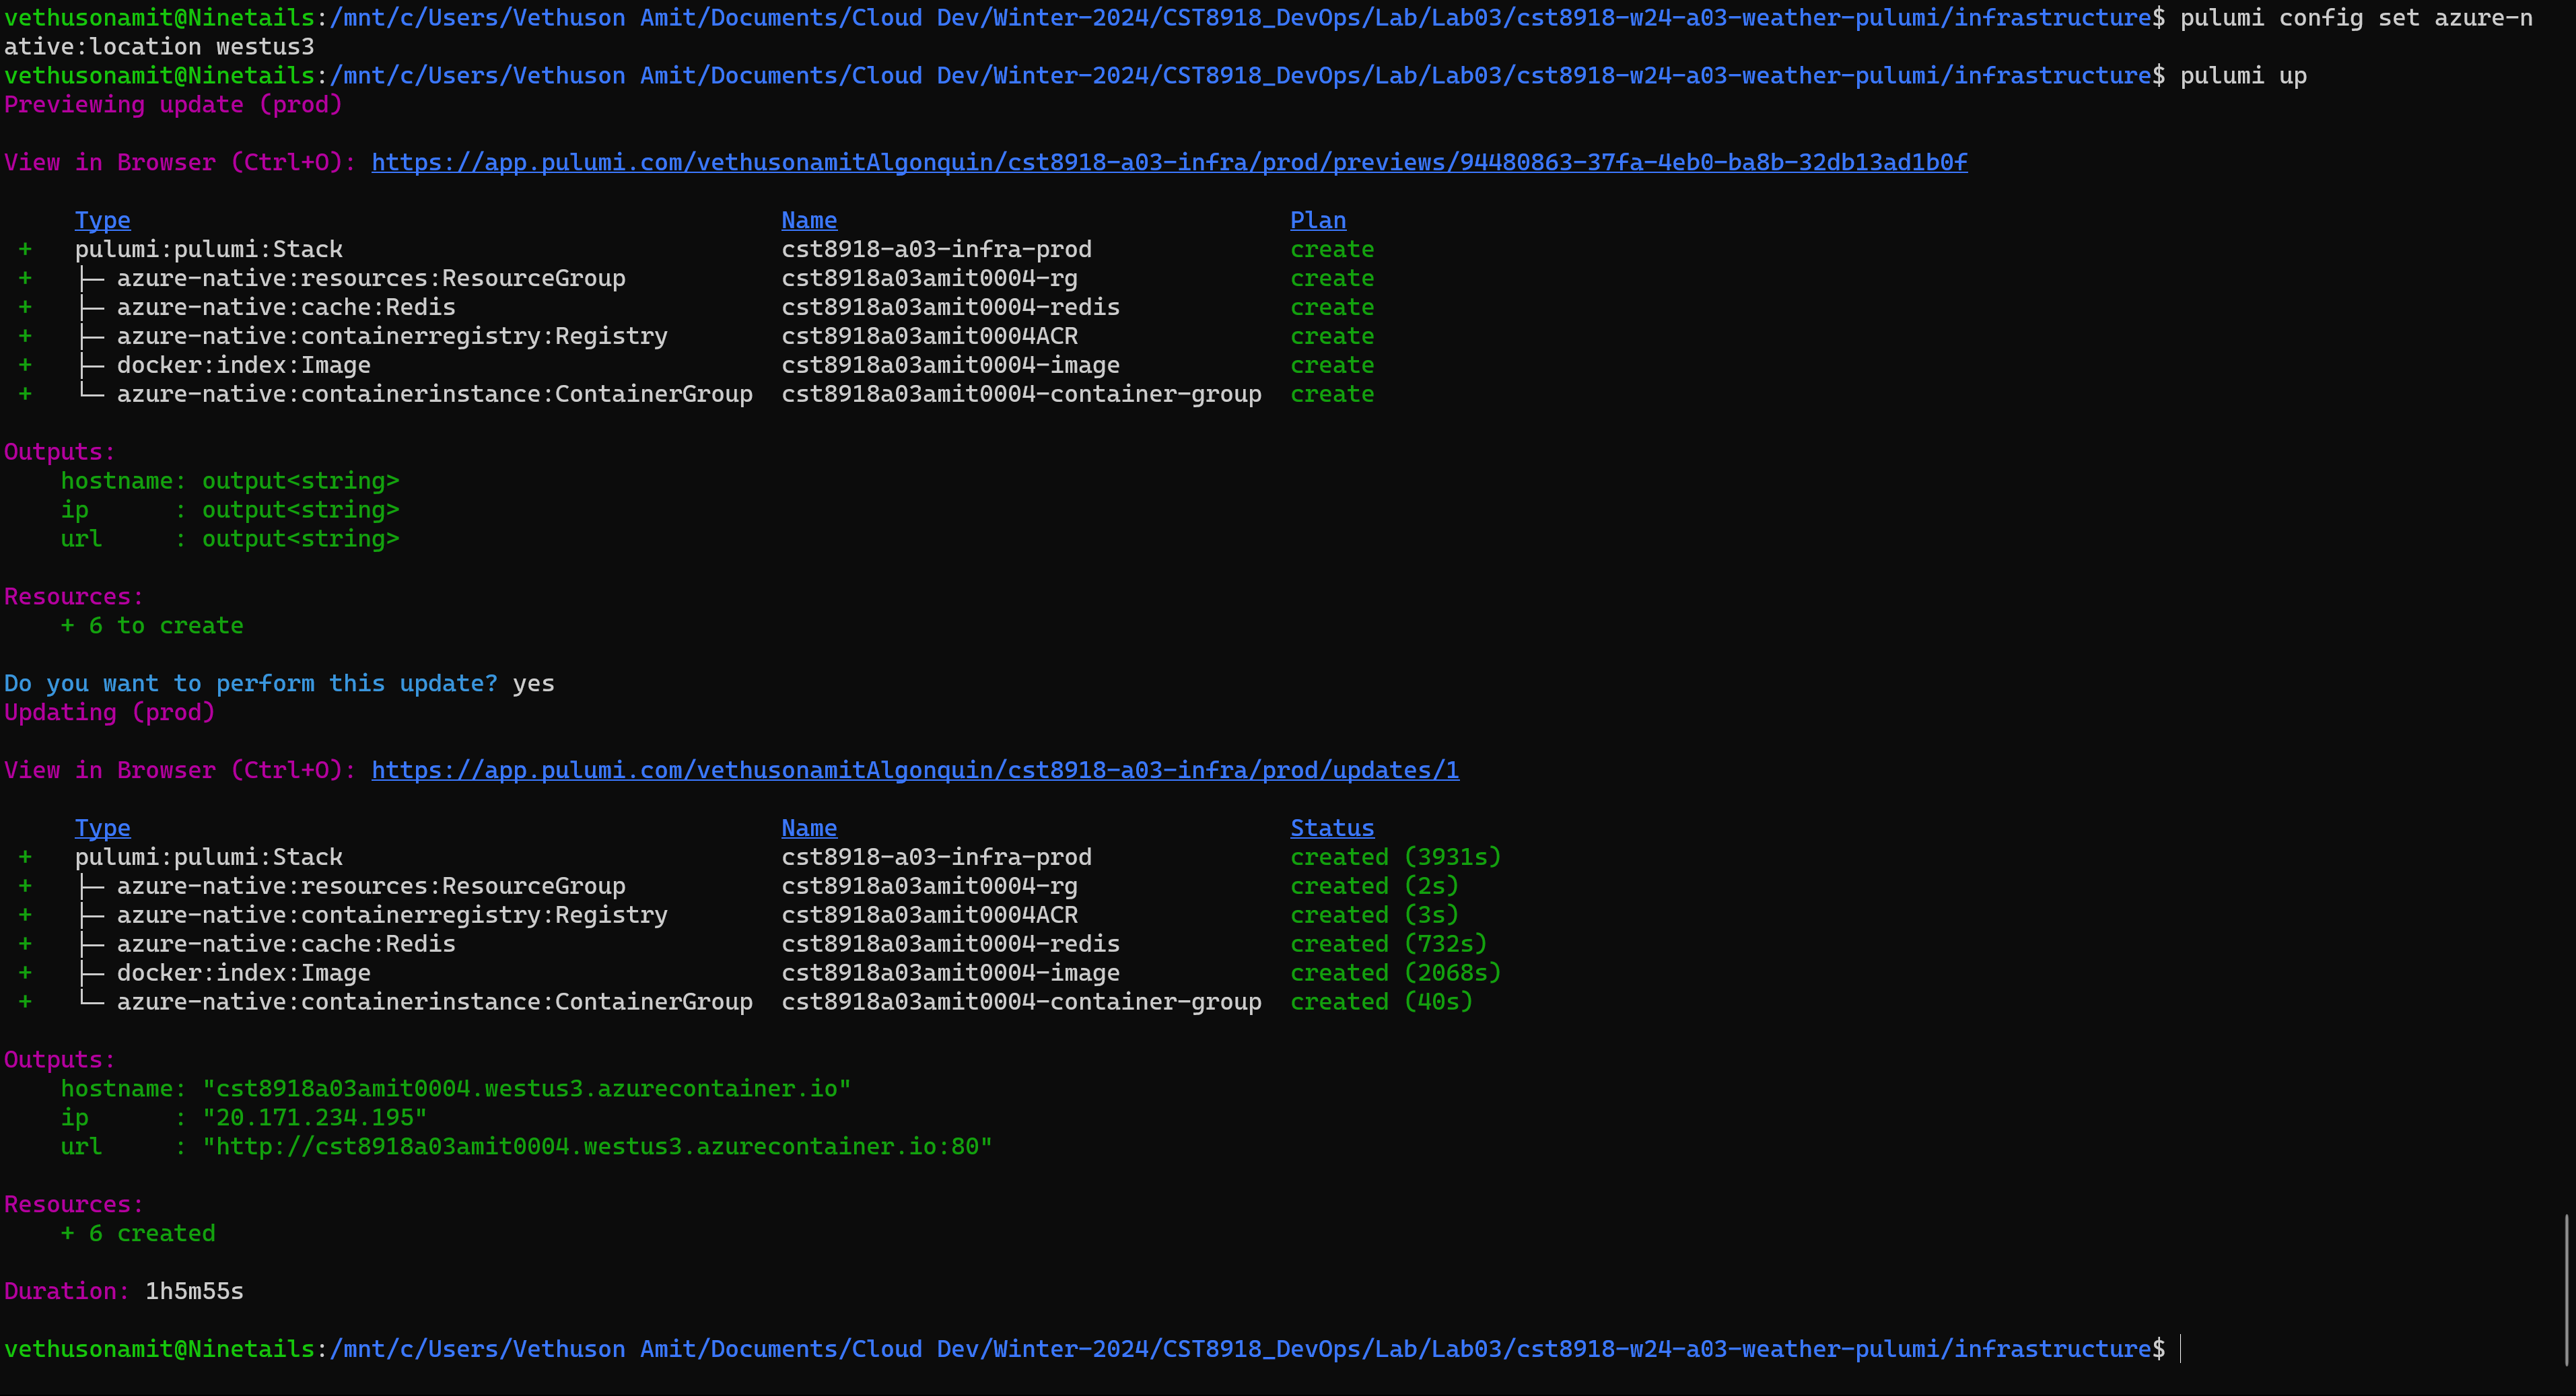 vethusonamit@Ninetails:/mnt/c/Users/Vethuson Amit/Documents/Cloud Dev/Winter-2024/CST8918_DevOps/Lab/Lab03/cst8918-w24-a03-weather-pulumi/infrastructure$ pulumi config set azure-n
ative:location westus3
vethusonamit@Ninetails:/mnt/c/Users/Vethuson Amit/Documents/Cloud Dev/Winter-2024/CST8918_DevOps/Lab/Lab03/cst8918-w24-a03-weather-pulumi/infrastructure$ pulumi up
Previewing update (prod)
View in Browser (Ctrl+O): https://app.pulumi.com/vethusonamitAlgonquin/cst8918-a03-infra/prod/previews/94480863-37fa-4eb0-ba8b-32db13ad1b0f
     Type                                              Name                                Plan
 +   pulumi:pulumi:Stack                               cst8918-a03-infra-prod              create
 +   ├─ azure-native:resources:ResourceGroup           cst8918a03amit0004-rg               create
 +   ├─ azure-native:cache:Redis                       cst8918a03amit0004-redis            create
 +   ├─ azure-native:containerregistry:Registry        cst8918a03amit0004ACR               create
 +   ├─ docker:index:Image                             cst8918a03amit0004-image            create
 +   └─ azure-native:containerinstance:ContainerGroup  cst8918a03amit0004-container-group  create
Outputs:
    hostname: output<string>
    ip      : output<string>
    url     : output<string>
Resources:
    + 6 to create
Do you want to perform this update? yes
Updating (prod)
View in Browser (Ctrl+O): https://app.pulumi.com/vethusonamitAlgonquin/cst8918-a03-infra/prod/updates/1
     Type                                              Name                                Status
 +   pulumi:pulumi:Stack                               cst8918-a03-infra-prod              created (3931s)
 +   ├─ azure-native:resources:ResourceGroup           cst8918a03amit0004-rg               created (2s)
 +   ├─ azure-native:containerregistry:Registry        cst8918a03amit0004ACR               created (3s)
 +   ├─ azure-native:cache:Redis                       cst8918a03amit0004-redis            created (732s)
 +   ├─ docker:index:Image                             cst8918a03amit0004-image            created (2068s)
 +   └─ azure-native:containerinstance:ContainerGroup  cst8918a03amit0004-container-group  created (40s)
Outputs:
    hostname: "cst8918a03amit0004.westus3.azurecontainer.io"
    ip      : "20.171.234.195"
    url     : "http://cst8918a03amit0004.westus3.azurecontainer.io:80"
Resources:
    + 6 created
Duration: 1h5m55s
vethusonamit@Ninetails:/mnt/c/Users/Vethuson Amit/Documents/Cloud Dev/Winter-2024/CST8918_DevOps/Lab/Lab03/cst8918-w24-a03-weather-pulumi/infrastructure$